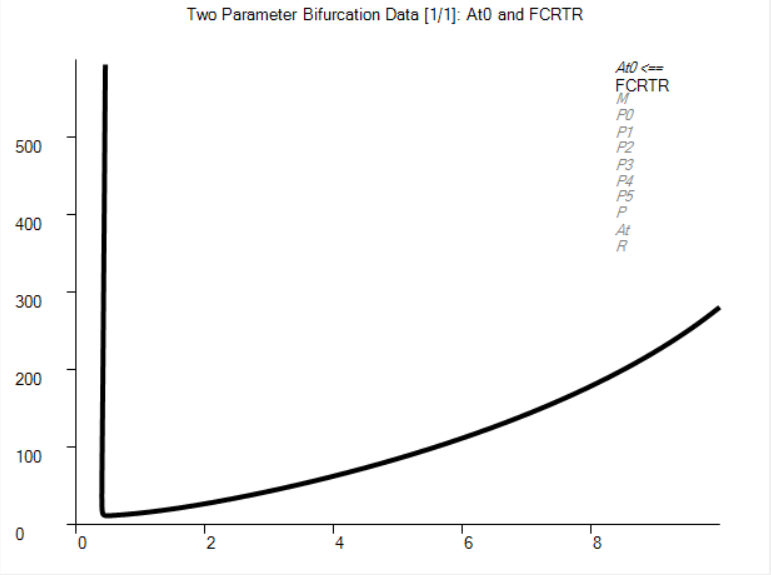 Two Parameter Bifurcation Data [1/1]: At0 and FCRTR
At0 <==
FCRTR
M
P0
P1
P2
P3
P4
P5
P
At
R
500
400
300
200
100
0
0 2 4 6 8